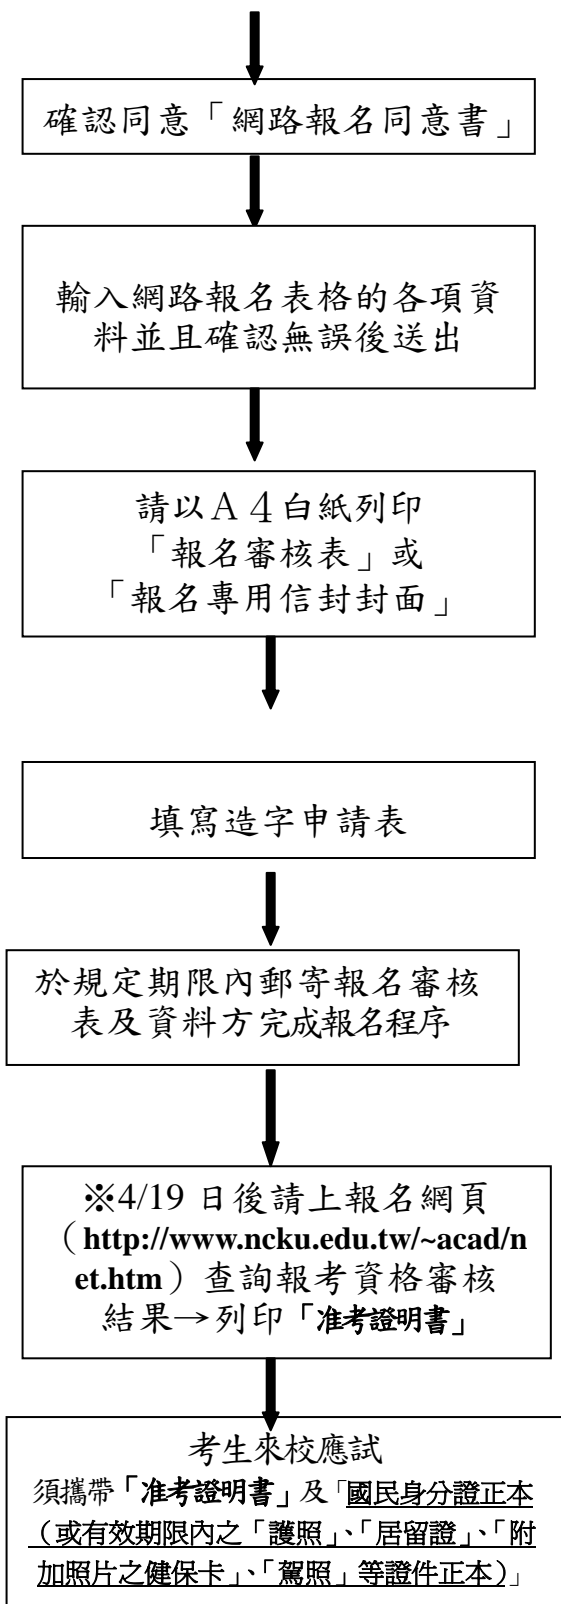 確認同意「網路報名同意書」
輸入網路報名表格的各項資
料並且確認無誤後送出
請以A４白紙列印
「報名審核表」或
「報名專用信封封面」
填寫造字申請表
於規定期限內郵寄報名審核
表及資料方完成報名程序
※4/19 日後請上報名網頁
（http://www.ncku.edu.tw/~acad/n
et.htm）查詢報考資格審核
結果→列印「准考證明書」
考生來校應試
須攜帶「准考證明書」及「國民身分證正本
（或有效期限內之「護照」、「居留證」、「附
加照片之健保卡」、「駕照」等證件正本）」